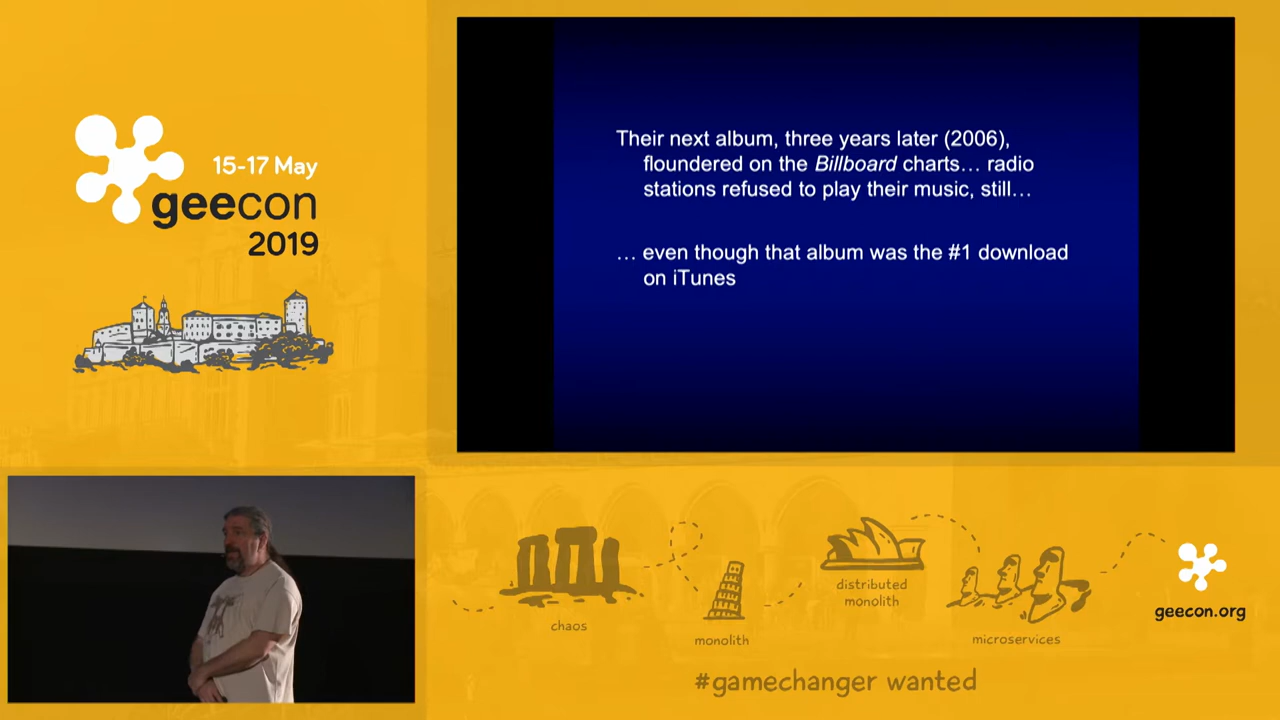 15-17 May
geecon
2019
Their next album, three years later (2006),
floundered on the Billboard charts… radio
stations refused to play their music, still…
… even though that album was the #1 download
on iTunes
chaos
monolith
distributed
monolith
microservices
geecon.org
#gamechanger wanted